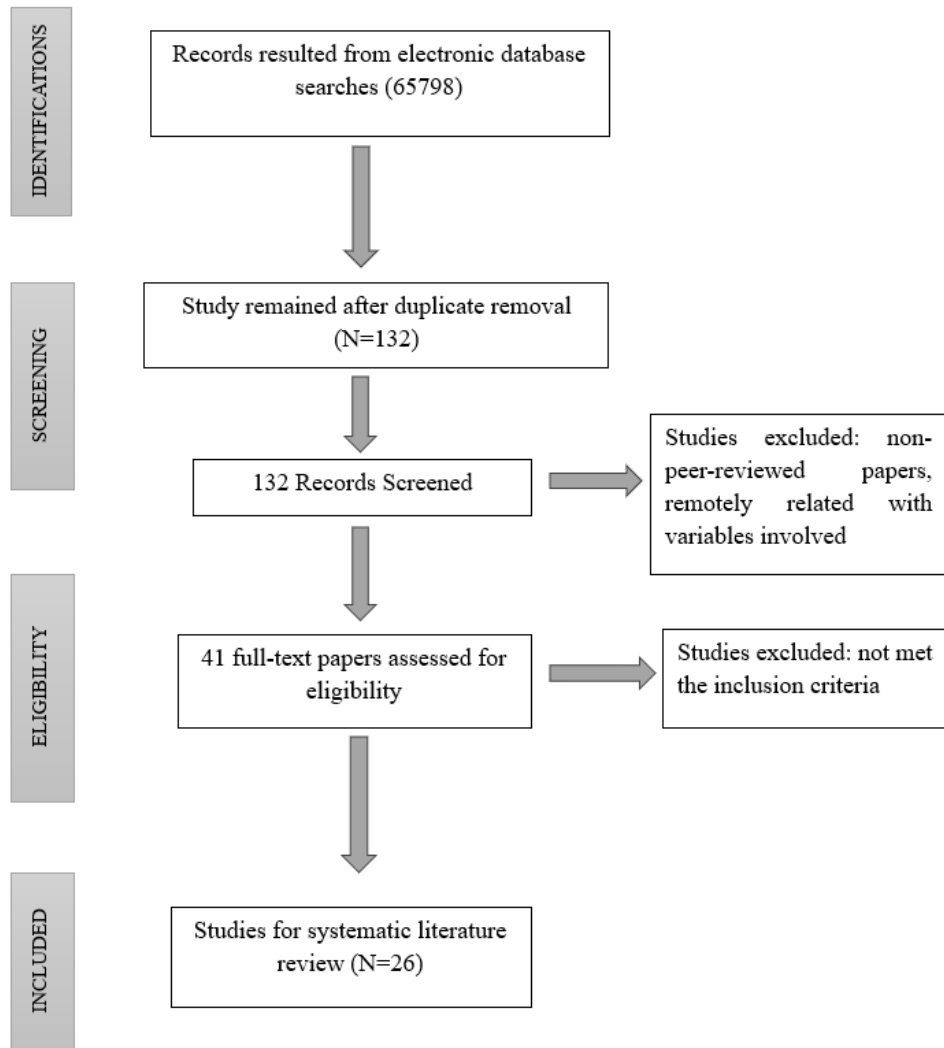 IDENTIFICATIONS
Records resulted from electronic database
searches (65798)
SCREENING
Study remained after duplicate removal
(N=132)
132 Records Screened
Studies excluded: non-
peer-reviewed papers,
remotely related with
variables involved
ELIGIBILITY
41 full-text papers assessed for
eligibility
Studies excluded: not met
the inclusion criteria
INCLUDED
Studies for systematic literature
review (N=26)